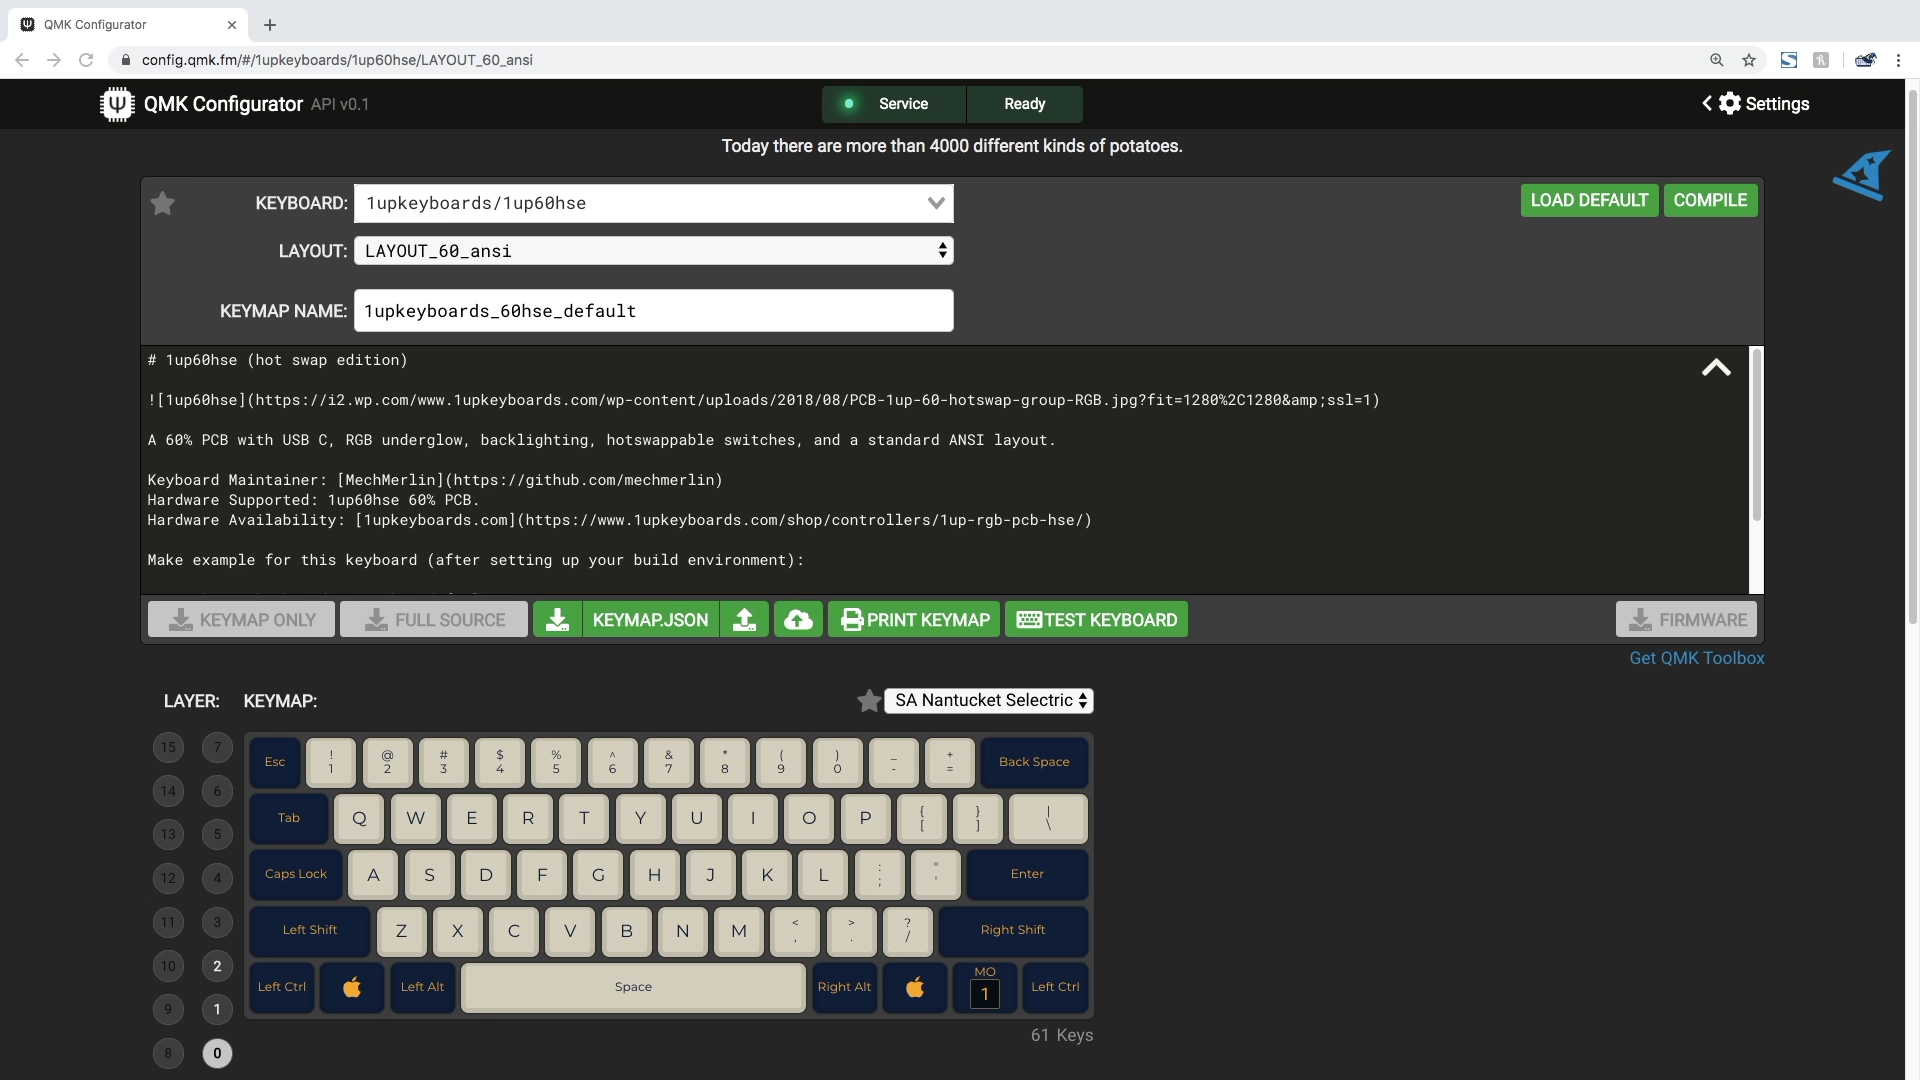 QMK Configurator
config.qmk.fm/#/1upkeyboards/1up60hse/LAYOUT_60_ansi
QMK Configurator API v0.1
Service Ready
Settings
Today there are more than 4000 different kinds of potatoes.
KEYBOARD: 1upkeyboards/1up60hse
LOAD DEFAULT COMPILE
LAYOUT: LAYOUT_60_ansi
KEYMAP NAME: 1upkeyboards_60hse_default
# 1up60hse (hot swap edition)
![1up60hse](https://i2.wp.com/www.1upkeyboards.com/wp-content/uploads/2018/08/PCB-1up-60-hotswap-group-RGB.jpg?fit=1280%2C1280&amp;ssl=1)
A 60% PCB with USB C, RGB underglow, backlighting, hotswappable switches, and a standard ANSI layout.
Keyboard Maintainer: [MechMerlin](https://github.com/mechmerlin)
Hardware Supported: 1up60hse 60% PCB.
Hardware Availability: [1upkeyboards.com](https://www.1upkeyboards.com/shop/controllers/1up-rgb-pcb-hse/)
Make example for this keyboard (after setting up your build environment):
KEYMAP ONLY FULL SOURCE KEYMAP.JSON PRINT KEYMAP TEST KEYBOARD FIRMWARE
Get QMK Toolbox
LAYER: KEYMAP: SA Nantucket Selectric
15 7
14 6
13 5
12 4
11 3
10 2
9 1
8 0
Esc ! 1 @ 2 # 3 $ 4 % 5 ^ 6 & 7 * 8 ( 9 ) 0 _ - + = Back Space
Tab Q W E R T Y U I O P { [ } ] | \
Caps Lock A S D F G H J K L : ; " ' Enter
Left Shift Z X C V B N M < , > . ? / Right Shift
Left Ctrl Left Alt Space Right Alt MO 1 Left Ctrl
61 Keys